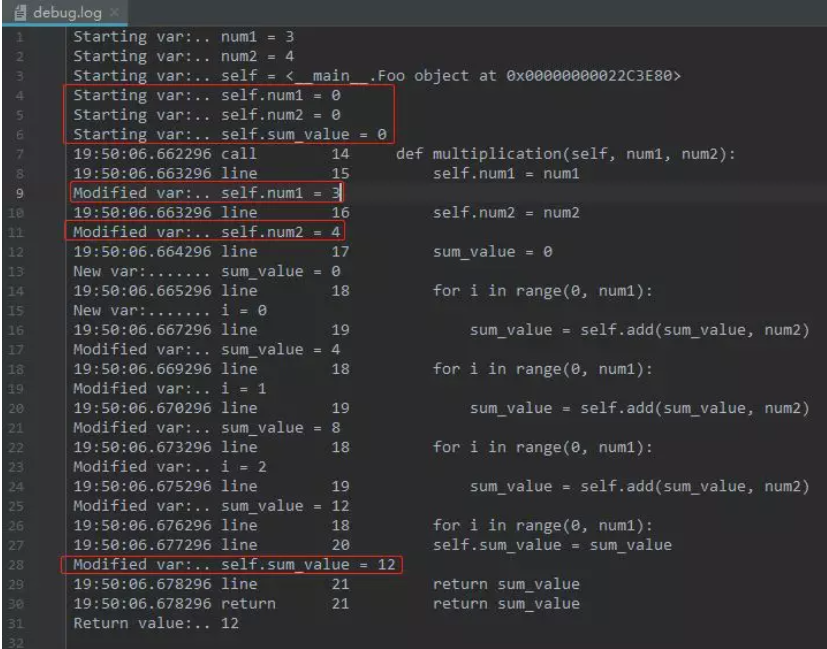 debug.log
1 Starting var:.. num1 = 3
2 Starting var:.. num2 = 4
3 Starting var:.. self = <__main__.Foo object at 0x00000000022C3E80>
4 Starting var:.. self.num1 = 0
5 Starting var:.. self.num2 = 0
6 Starting var:.. self.sum_value = 0
7 19:50:06.662296 call 14 def multiplication(self, num1, num2):
8 19:50:06.663296 line 15 self.num1 = num1
9 Modified var:.. self.num1 = 3
10 19:50:06.663296 line 16 self.num2 = num2
11 Modified var:.. self.num2 = 4
12 19:50:06.664296 line 17 sum_value = 0
13 New var:....... sum_value = 0
14 19:50:06.665296 line 18 for i in range(0, num1):
15 New var:....... i = 0
16 19:50:06.667296 line 19 sum_value = self.add(sum_value, num2)
17 Modified var:.. sum_value = 4
18 19:50:06.669296 line 18 for i in range(0, num1):
19 Modified var:.. i = 1
20 19:50:06.670296 line 19 sum_value = self.add(sum_value, num2)
21 Modified var:.. sum_value = 8
22 19:50:06.673296 line 18 for i in range(0, num1):
23 Modified var:.. i = 2
24 19:50:06.675296 line 19 sum_value = self.add(sum_value, num2)
25 Modified var:.. sum_value = 12
26 19:50:06.676296 line 18 for i in range(0, num1):
27 19:50:06.677296 line 20 self.sum_value = sum_value
28 Modified var:.. self.sum_value = 12
29 19:50:06.678296 line 21 return sum_value
30 19:50:06.678296 return 21 return sum_value
31 Return value:.. 12
32